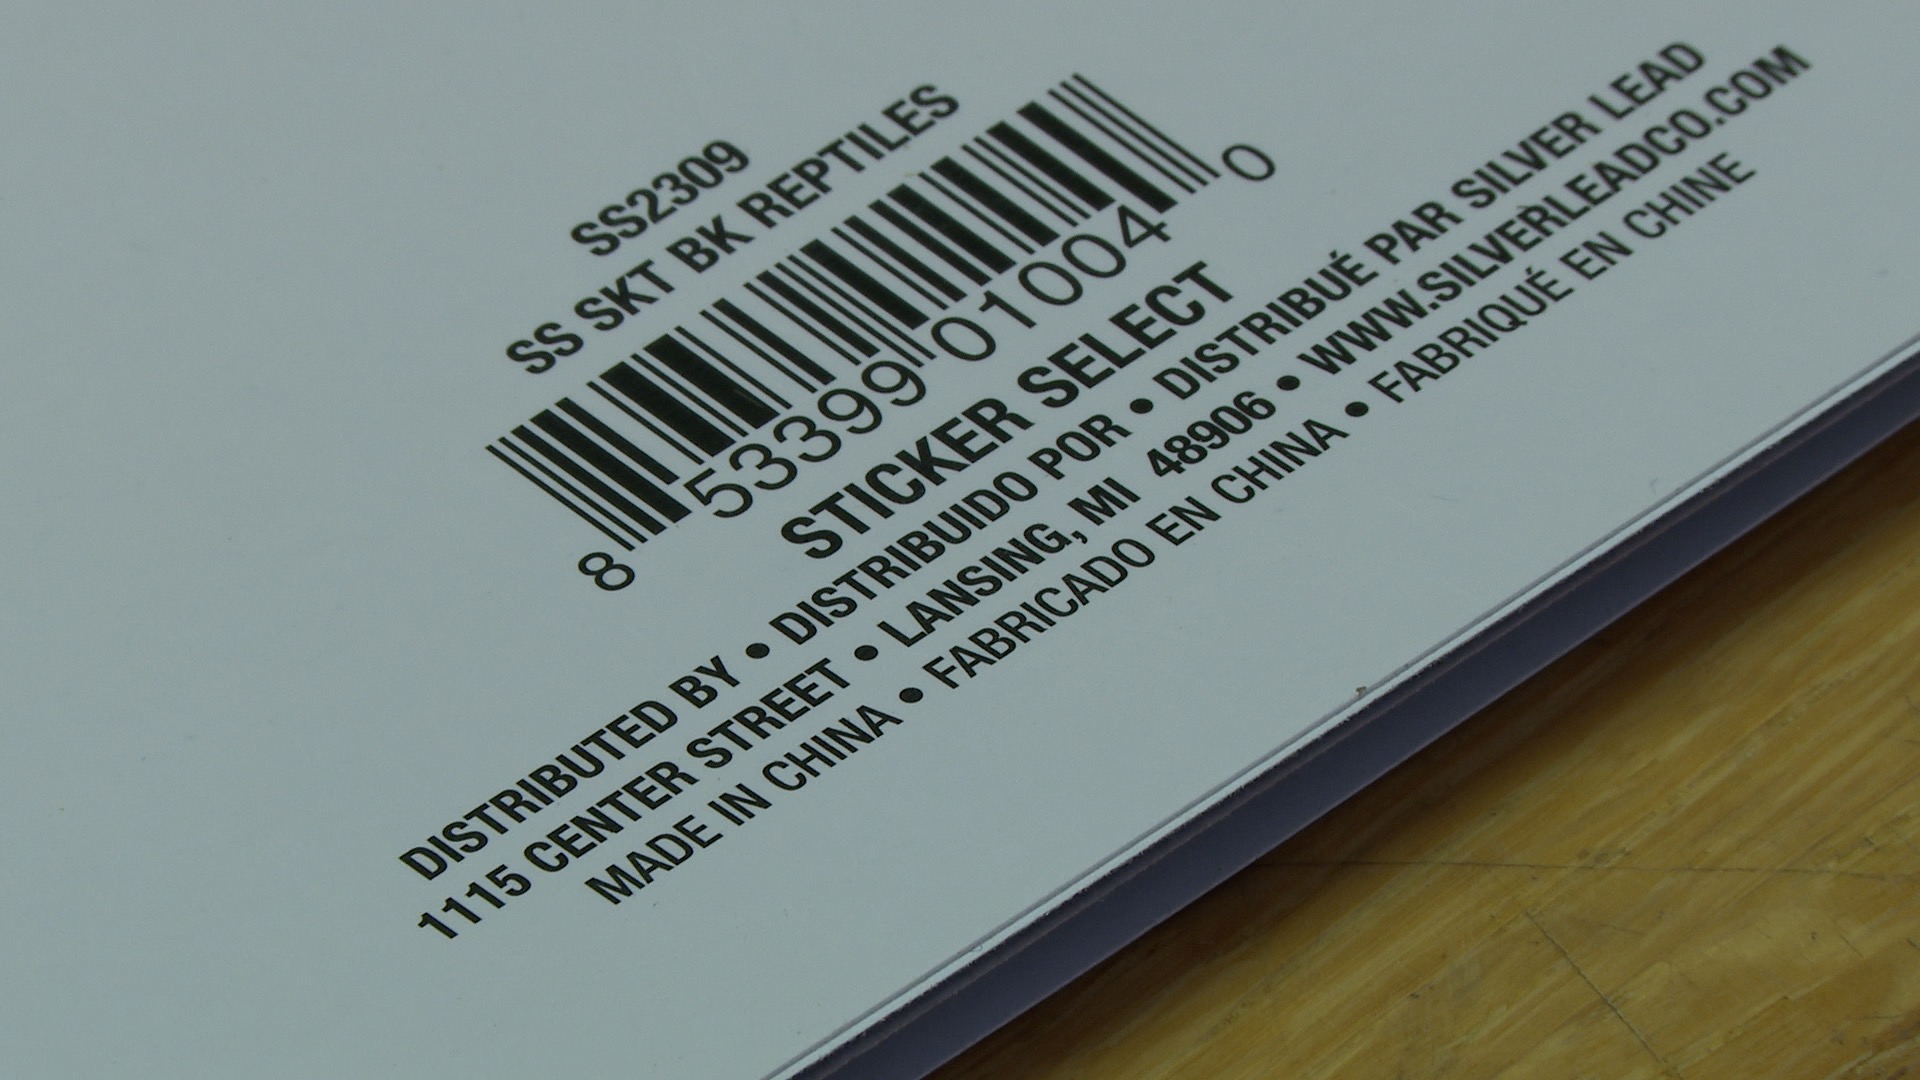 SS2309
SS SKT BK REPTILES
8 53399 01004 0
STICKER SELECT
DISTRIBUTED BY • DISTRIBUIDO POR • DISTRIBUÉ PAR SILVER LEAD
1115 CENTER STREET • LANSING, MI 48906 • WWW.SILVERLEADCO.COM
MADE IN CHINA • FABRICADO EN CHINA • FABRIQUÉ EN CHINE